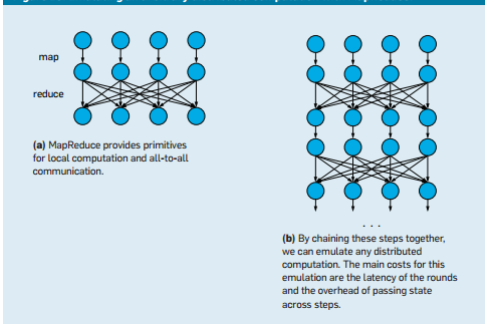 map
reduce
(a) MapReduce provides primitives
for local computation and all-to-all
communication.
. . .
(b) By chaining these steps together,
we can emulate any distributed
computation. The main costs for this
emulation are the latency of the rounds
and the overhead of passing state
across steps.